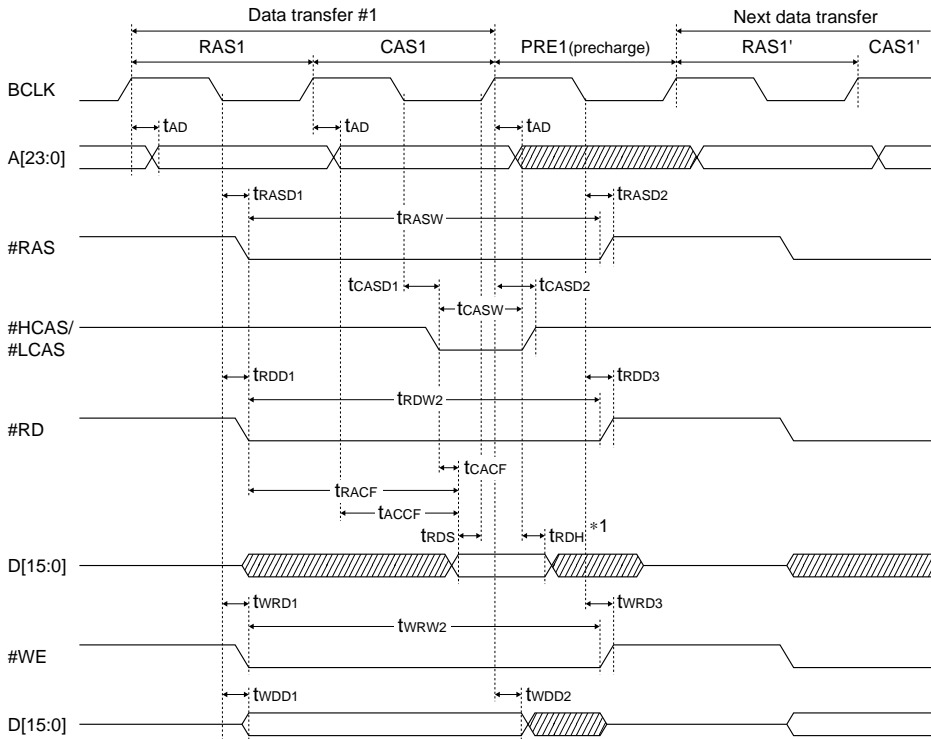 Data transfer #1 Next data transfer
RAS1 CAS1 PRE1(precharge) RAS1' CAS1'
BCLK
tAD tAD tAD
A[23:0]
tRASD1 tRASD2
tRASW
#RAS
tCASD1 tCASD2
tCASW
#HCAS/
#LCAS
tRDD1 tRDD3
tRDW2
#RD
tCACF
tRACF
tACCF
tRDS tRDH *1
D[15:0]
tWRD1 tWRD3
tWRW2
#WE
tWDD1 tWDD2
D[15:0]